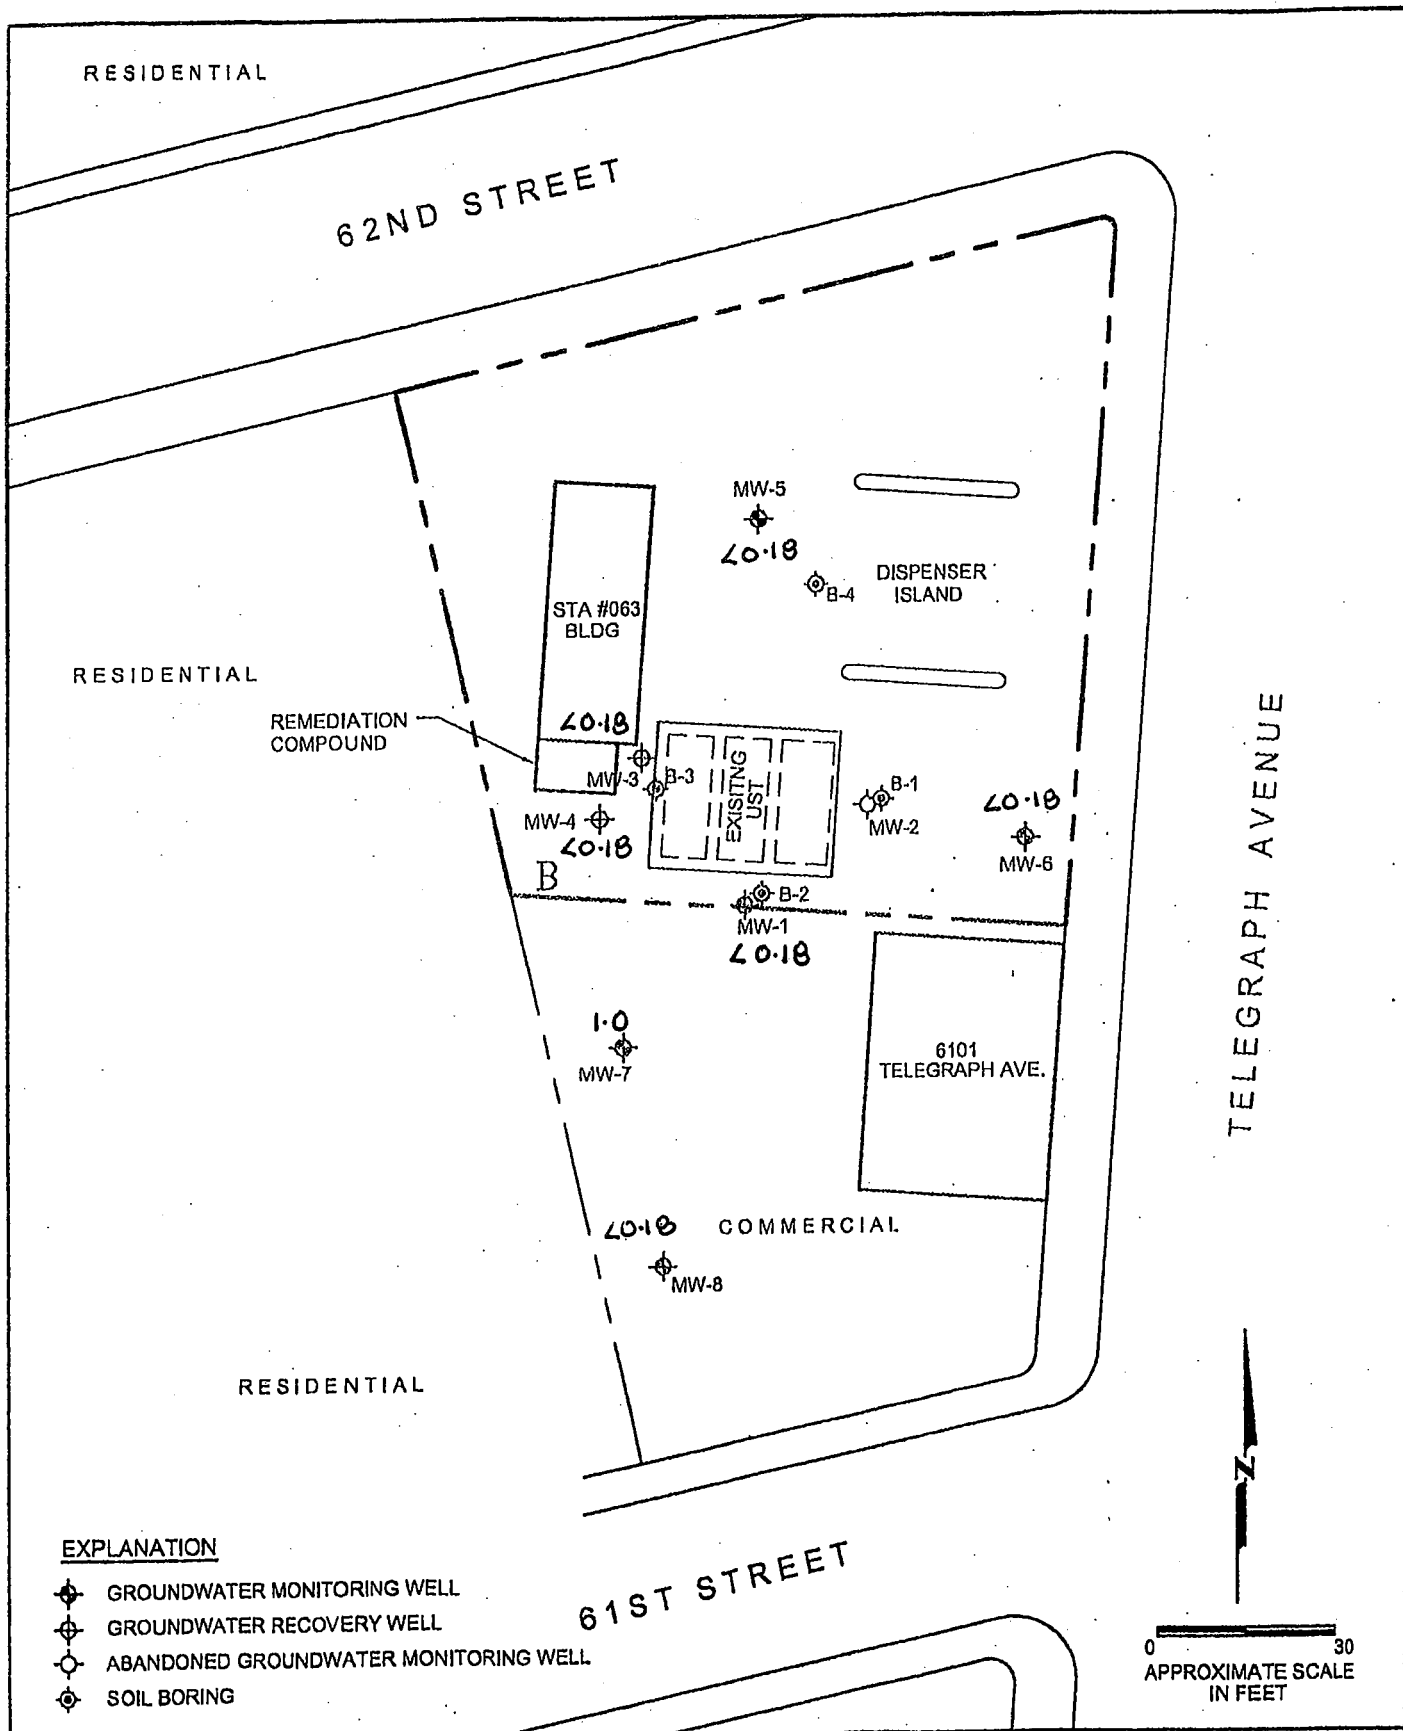 RESIDENTIAL
62ND STREET
MW-5
<0.18
B-4
DISPENSER
ISLAND
STA #063
BLDG
RESIDENTIAL
REMEDIATION
COMPOUND
<0.18
MW-3
B-3
EXISITNG
UST
B-1
MW-2
<0.18
MW-6
MW-4
<0.18
B
B-2
MW-1
<0.18
TELEGRAPH AVENUE
1.0
MW-7
6101
TELEGRAPH AVE.
<0.18
COMMERCIAL
MW-8
RESIDENTIAL
N
61ST STREET
EXPLANATION
GROUNDWATER MONITORING WELL
GROUNDWATER RECOVERY WELL
ABANDONED GROUNDWATER MONITORING WELL
SOIL BORING
0 30
APPROXIMATE SCALE
IN FEET